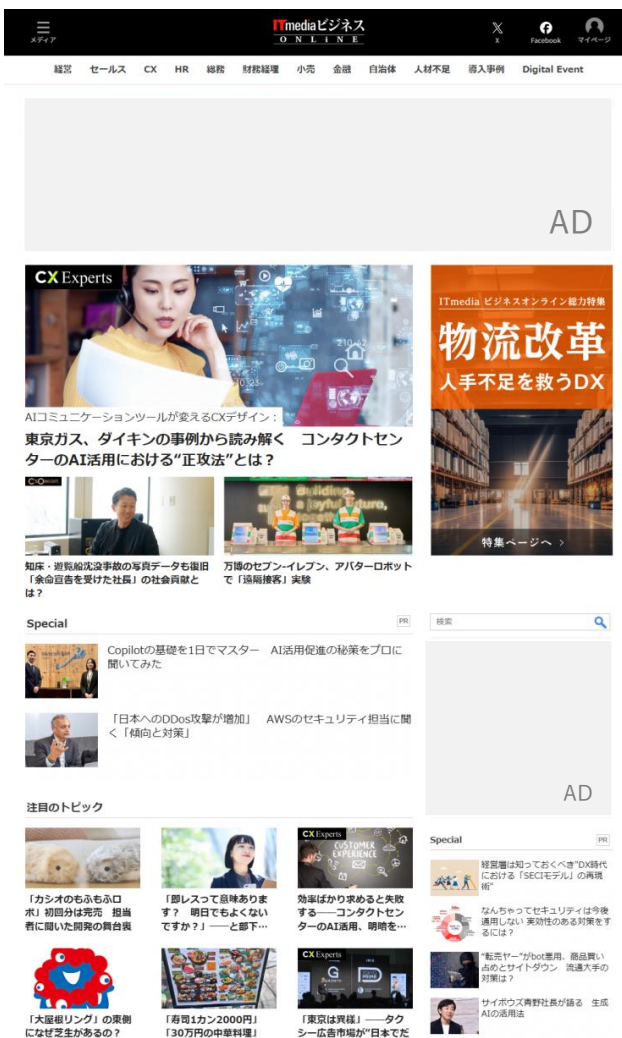 メディア
ITmediaビジネス
ONLiNE
X
Facebook
マイページ
経営 セールス CX HR 総務 財務経理 小売 金融 自治体 人材不足 導入事例 Digital Event
AD
CX Experts
AIコミュニケーションツールが変えるCXデザイン：
東京ガス、ダイキンの事例から読み解く　コンタクトセン
ターのAI活用における“正攻法”とは？
ITmedia ビジネスオンライン総力特集
物流改革
人手不足を救うDX
特集ページへ
知床・遊覧船沈没事故の写真データも復旧
「余命宣告を受けた社長」の社会貢献と
は？
万博のセブン-イレブン、アバターロボット
で「遠隔接客」実験
Special
PR
Copilotの基礎を1日でマスター　AI活用促進の秘策をプロに
聞いてみた
「日本へのDDos攻撃が増加」　AWSのセキュリティ担当に聞
く「傾向と対策」
検索
AD
注目のトピック
「カシオのもふもふロ
ボ」初回分は完売　担当
者に聞いた開発の舞台裏
「即レスって意味ありま
す？　明日でもよくない
ですか？」――と部下…
CX Experts
CUSTOMER
EXPERIENCE
効率ばかり求めると失敗
する――コンタクトセン
ターのAI活用、明暗を…
「大屋根リング」の東側
になぜ芝生があるの？
「寿司1カン2000円」
「30万円の中華料理」
CX Experts
「東京は異様」――タク
シー広告市場が“日本でだ
Special
PR
経営層は知っておくべき“DX時代
における「SECIモデル」の再現
術”
なんちゃってセキュリティは今後
通用しない 実効性のある対策をす
るには？
“転売ヤー”がbot悪用、商品買い
占めとサイトダウン　流通大手の
対策は？
サイボウズ青野社長が語る　生成
AIの活用法